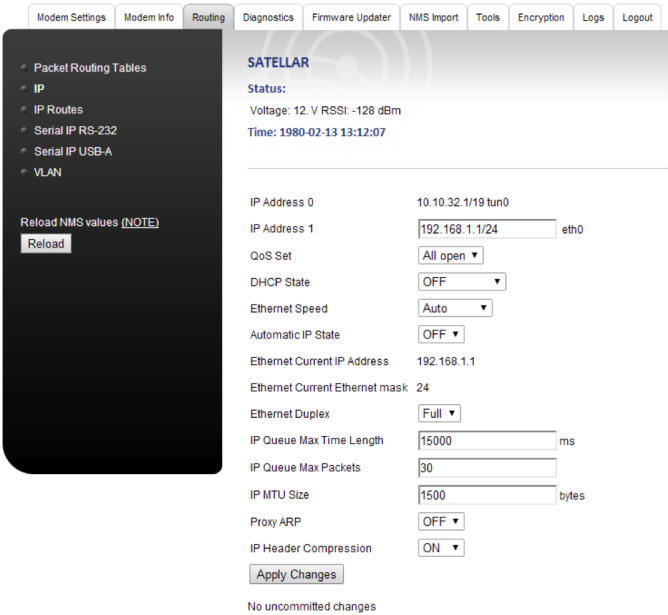 Modem Settings Modem Info Routing Diagnostics Firmware Updater NMS Import Tools Encryption Logs Logout
Packet Routing Tables
IP
IP Routes
Serial IP RS-232
Serial IP USB-A
VLAN
Reload NMS values (NOTE)
Reload
SATELLAR
Status:
Voltage: 12. V RSSI: -128 dBm
Time: 1980-02-13 13:12:07
IP Address 0 10.10.32.1/19 tun0
IP Address 1 192.168.1.1/24 eth0
QoS Set All open
DHCP State OFF
Ethernet Speed Auto
Automatic IP State OFF
Ethernet Current IP Address 192.168.1.1
Ethernet Current Ethernet mask 24
Ethernet Duplex Full
IP Queue Max Time Length 15000 ms
IP Queue Max Packets 30
IP MTU Size 1500 bytes
Proxy ARP OFF
IP Header Compression ON
Apply Changes
No uncommitted changes